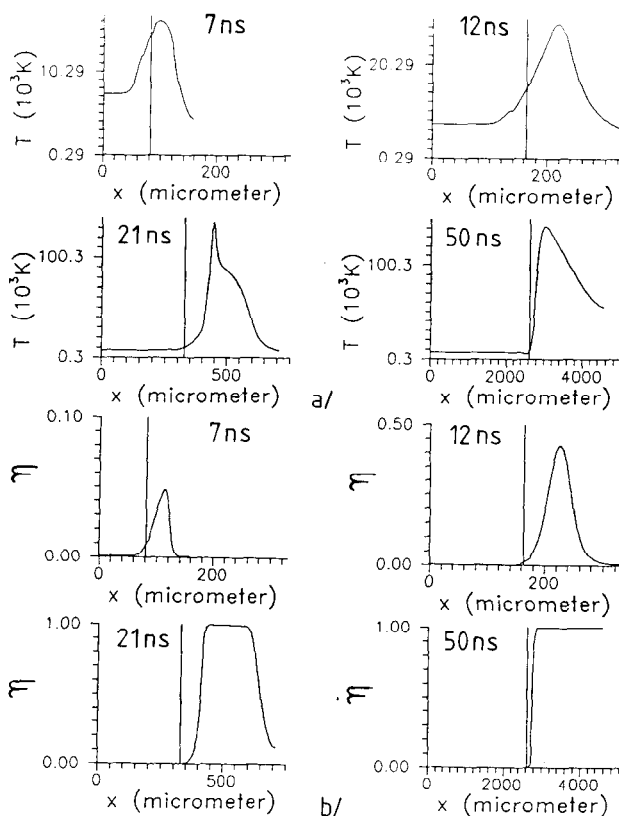 7ns
10.29
T (10³K)
0.29
0 200
x (micrometer)
12ns
20.29
T (10³K)
0.29
200
x (micrometer)
21ns
100.3
T (10³K)
0.3
0 500
x (micrometer)
50ns
100.3
T (10³K)
0.3
0 2000 4000
x (micrometer)
a/
0.10
7ns
η
0.00
0 200
x (micrometer)
0.50
12ns
η
0.00
0 200
x (micrometer)
1.00
21ns
η
0.00
0 500
x (micrometer)
1.00
50ns
η
0.00
0 2000 4000
x (micrometer)
b/